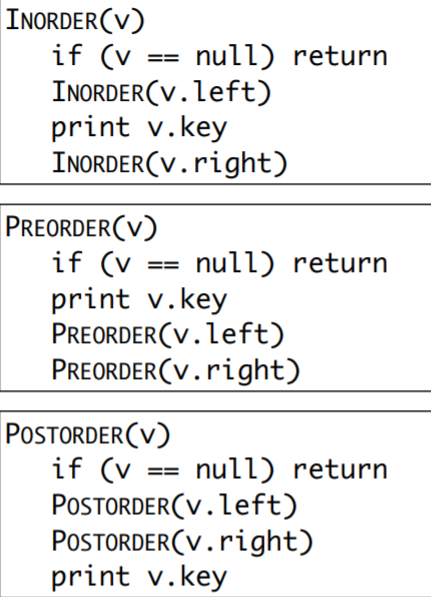 INORDER(v)
if (v == null) return
INORDER(v.left)
print v.key
INORDER(v.right)
PREORDER(v)
if (v == null) return
print v.key
PREORDER(v.left)
PREORDER(v.right)
POSTORDER(v)
if (v == null) return
POSTORDER(v.left)
POSTORDER(v.right)
print v.key